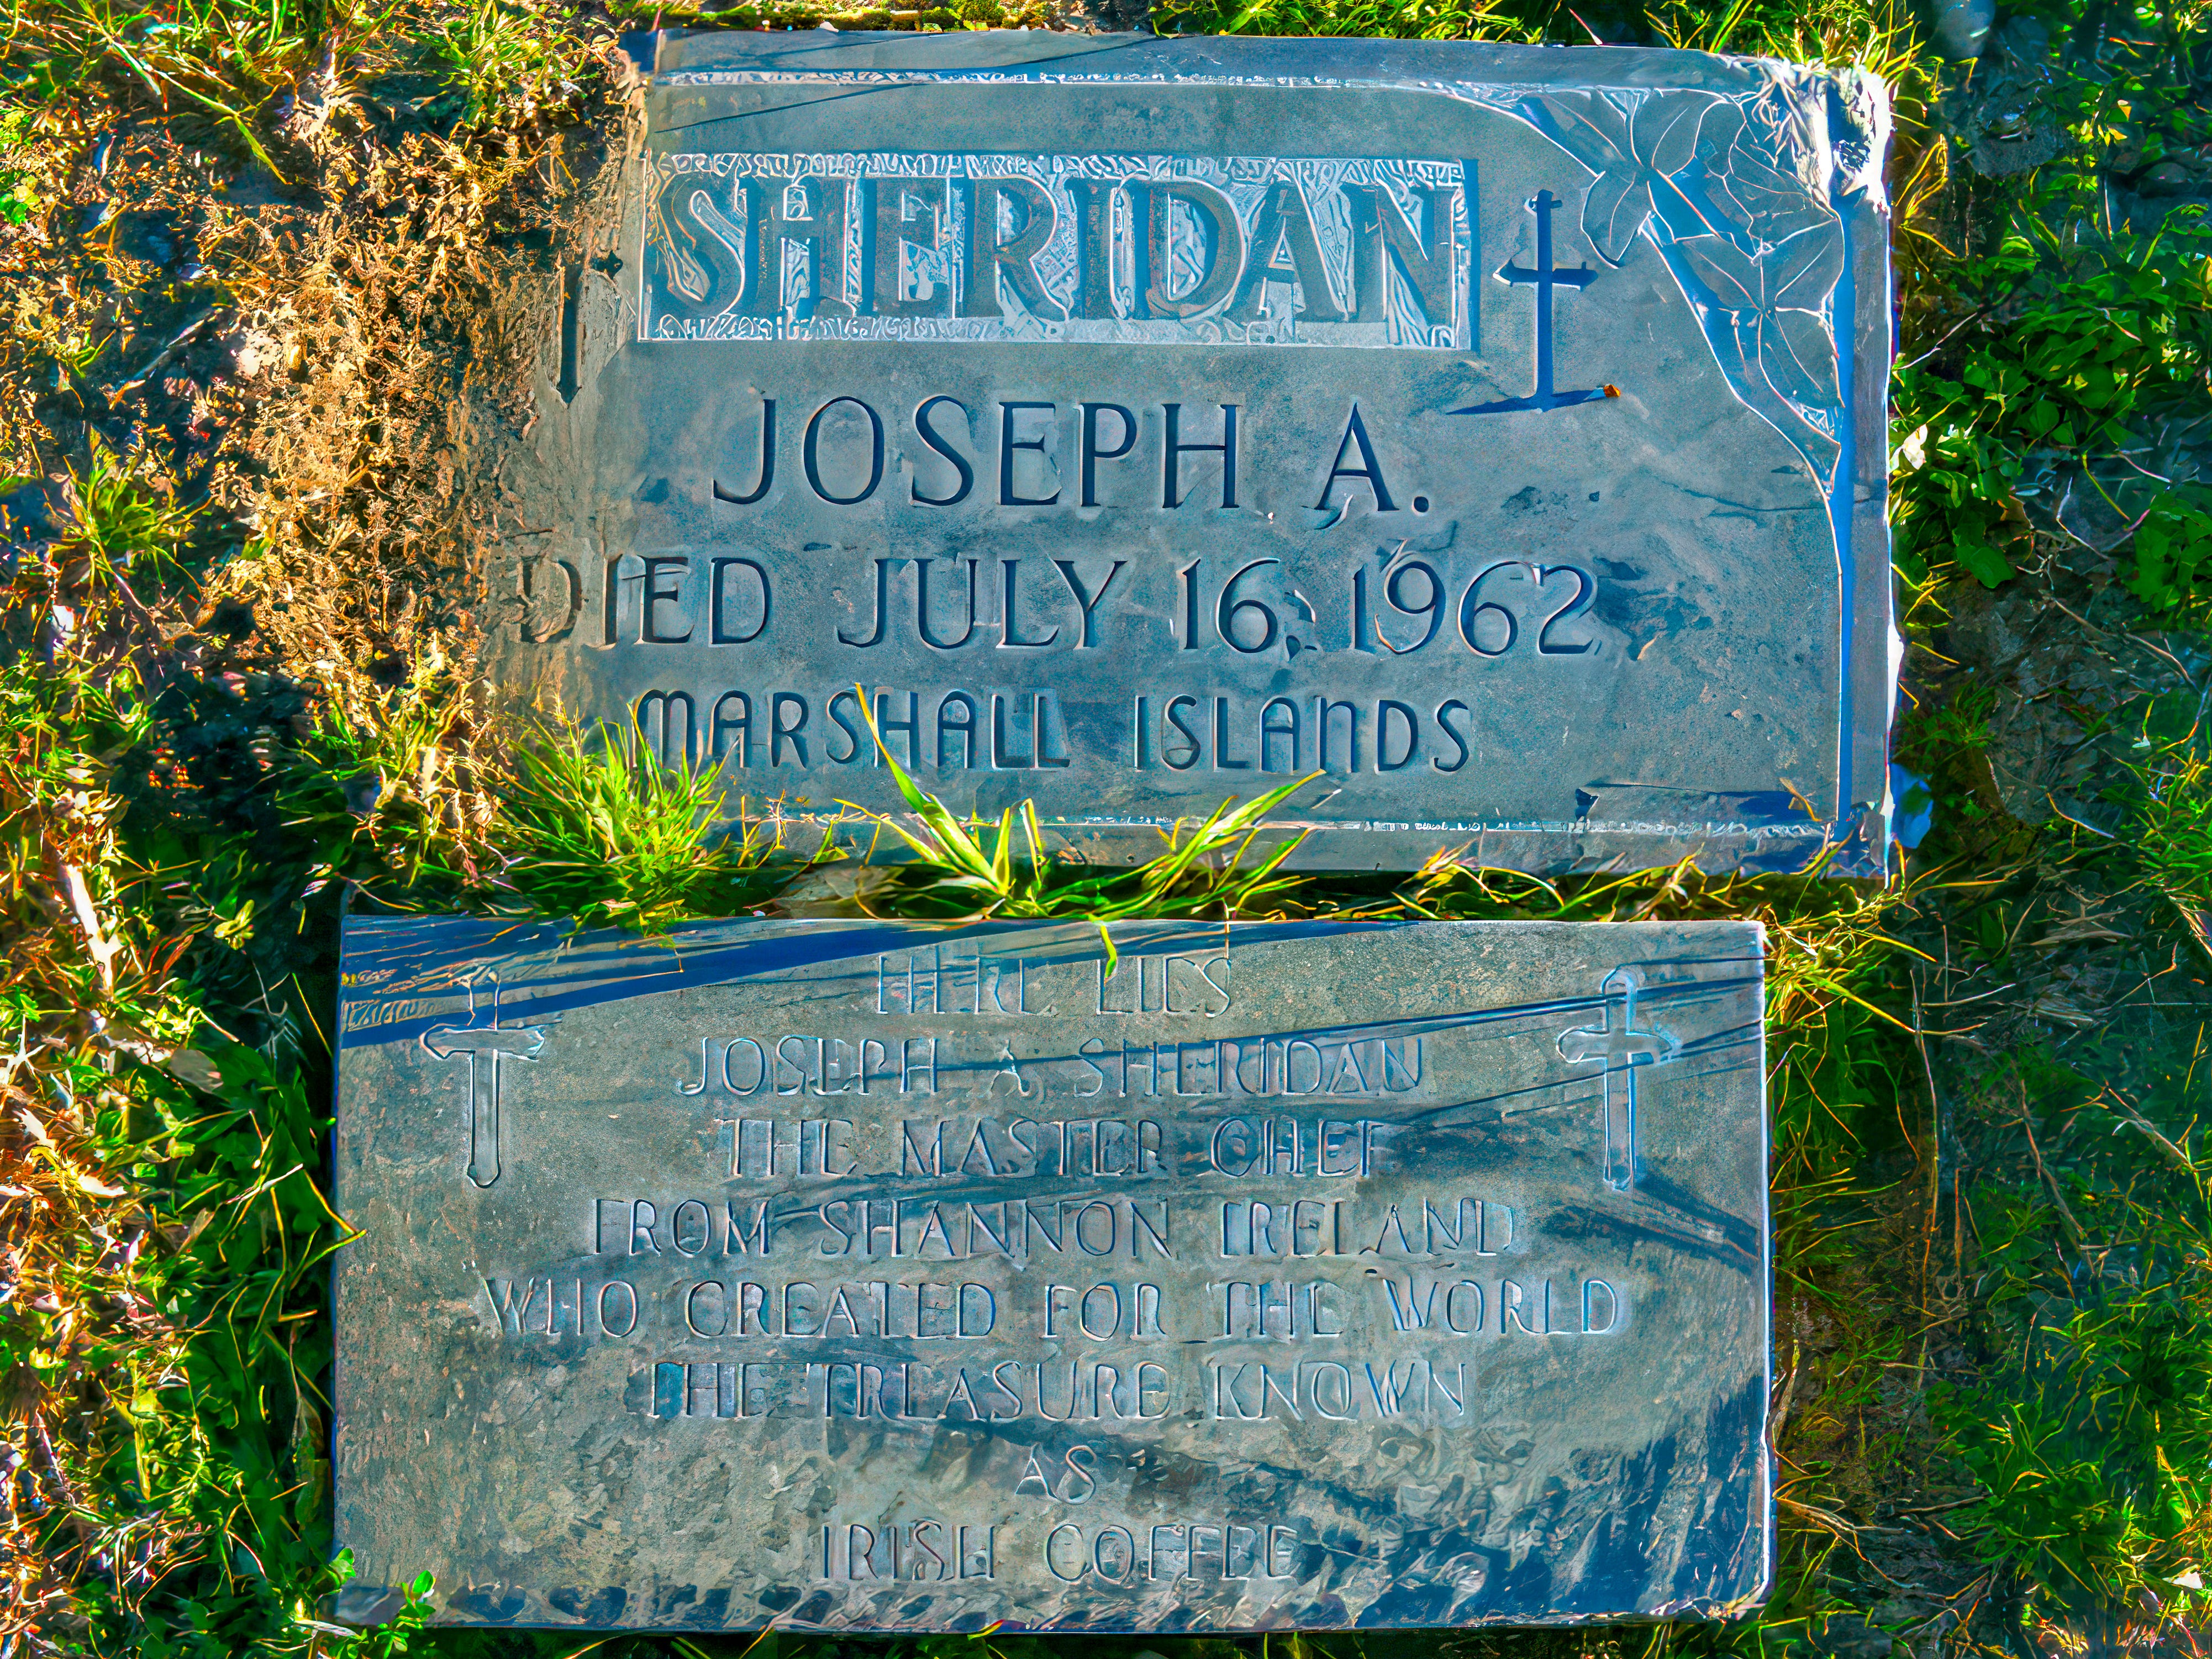 SHERIDAN
JOSEPH A.
DIED JULY 16, 1962
MARSHALL ISLANDS
HERE LIES
JOSEPH A. SHERIDAN
THE MASTER CHEF
FROM SHANNON IRELAND
WHO CREATED FOR THE WORLD
THE TREASURE KNOWN
AS
IRISH COFFEE